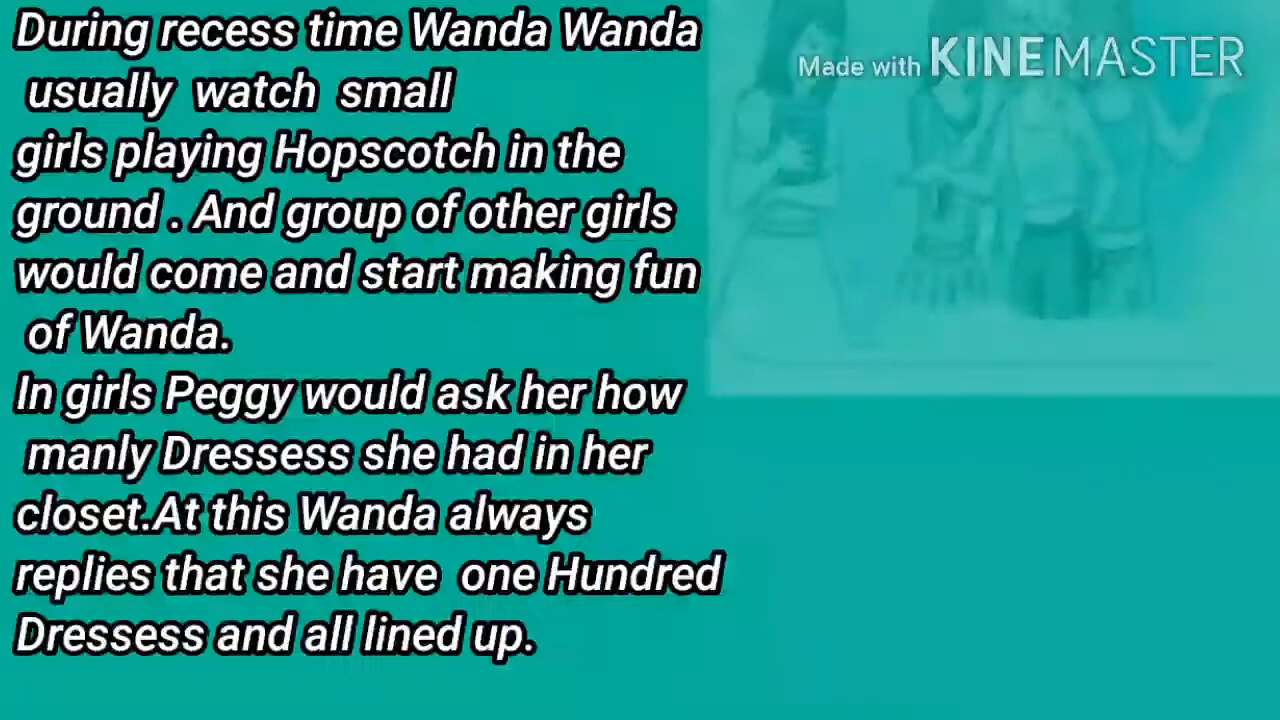 During recess time Wanda Wanda
usually watch small
girls playing Hopscotch in the
ground . And group of other girls
would come and start making fun
of Wanda.
In girls Peggy would ask her how
manly Dressess she had in her
closet.At this Wanda always
replies that she have one Hundred
Dressess and all lined up.
Made with KINEMASTER